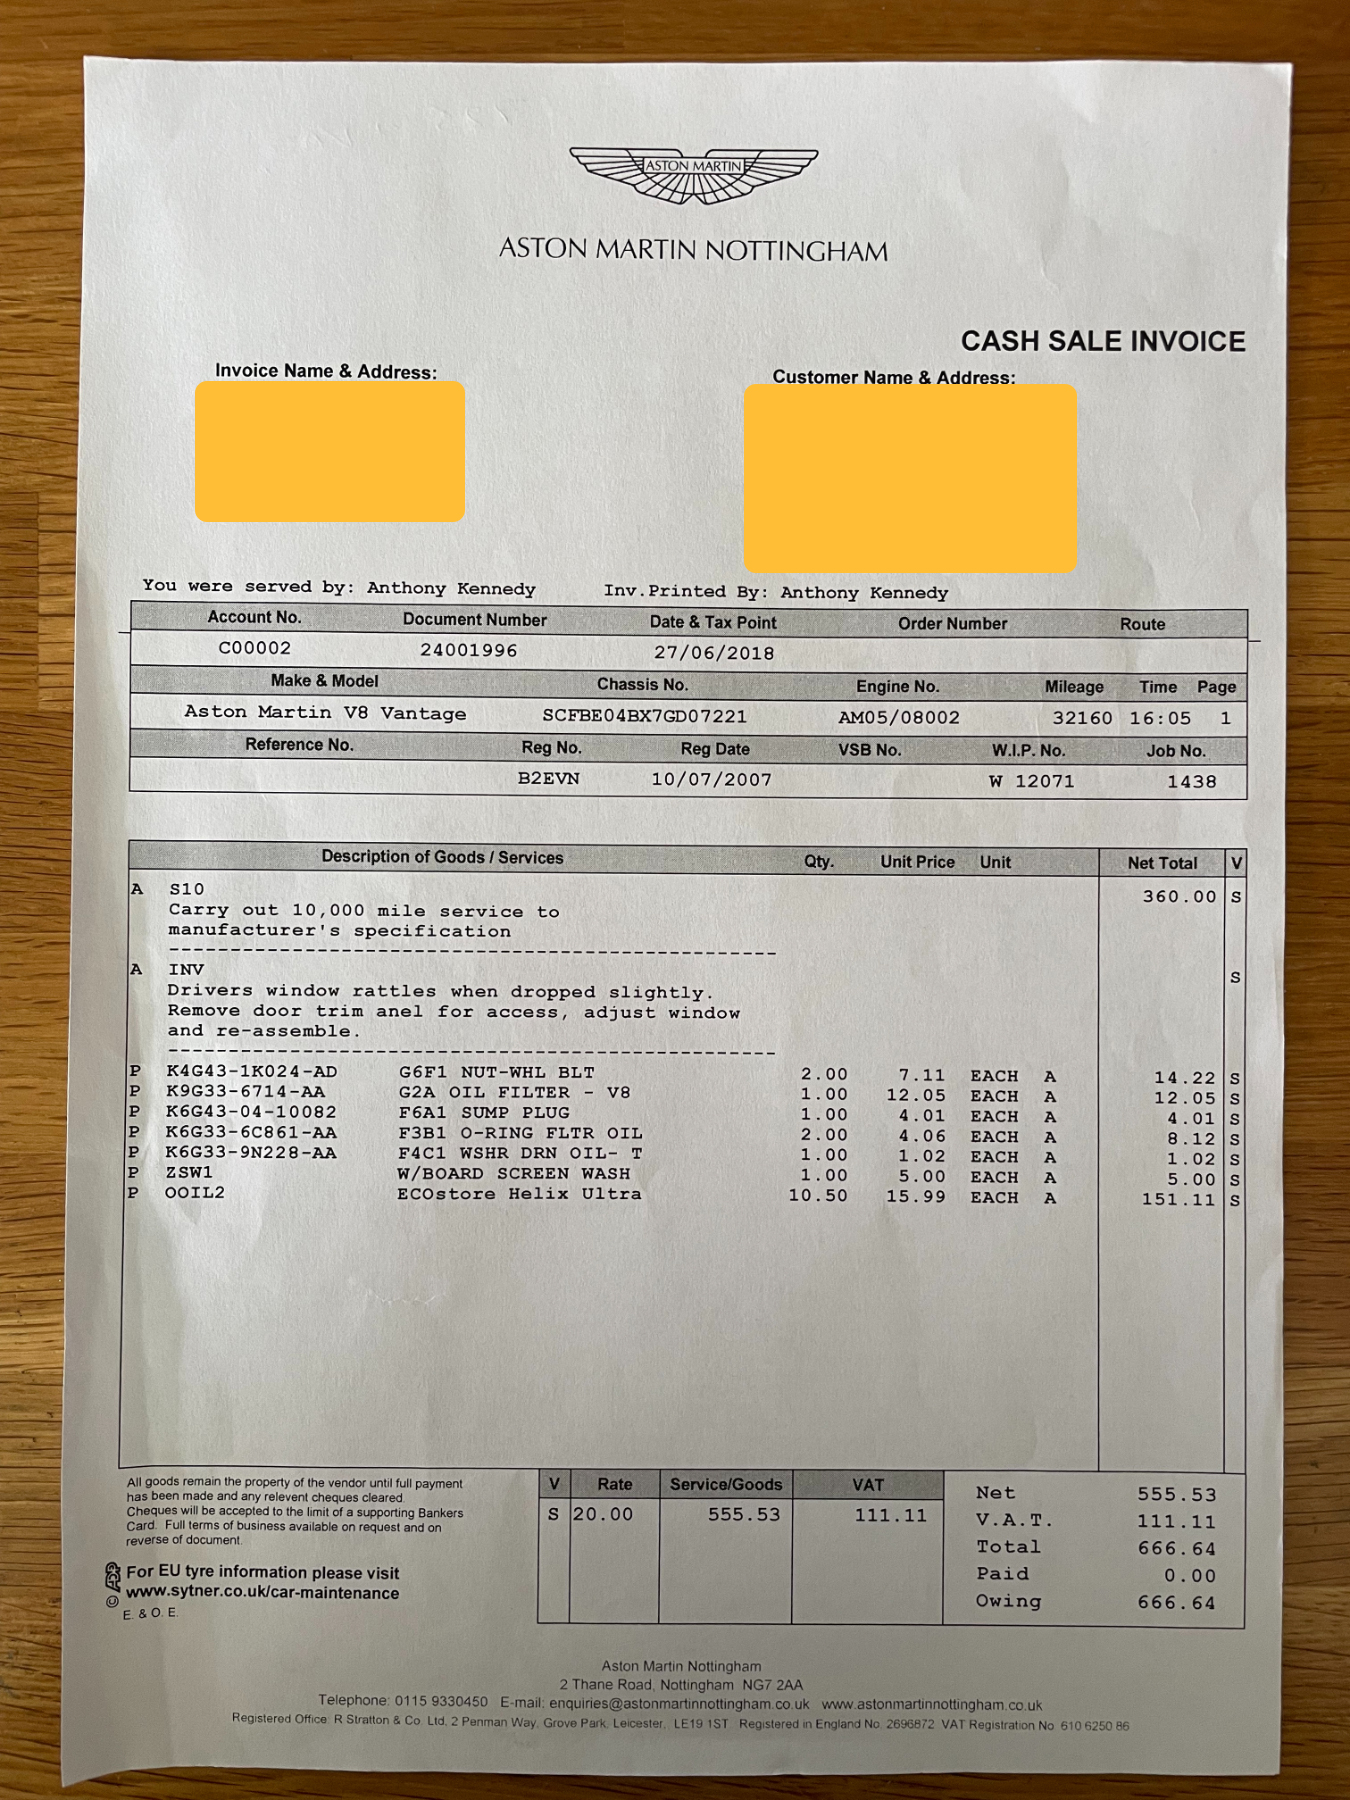 ASTON MARTIN
ASTON MARTIN NOTTINGHAM
CASH SALE INVOICE
Invoice Name & Address:
Customer Name & Address:
You were served by: Anthony Kennedy Inv.Printed By: Anthony Kennedy
Account No. Document Number Date & Tax Point Order Number Route
C00002 24001996 27/06/2018
Make & Model Chassis No. Engine No. Mileage Time Page
Aston Martin V8 Vantage SCFBE04BX7GD07221 AM05/08002 32160 16:05 1
Reference No. Reg No. Reg Date VSB No. W.I.P. No. Job No.
B2EVN 10/07/2007 W 12071 1438
Description of Goods / Services Qty. Unit Price Unit Net Total V
A S10 360.00 S
Carry out 10,000 mile service to
manufacturer's specification
A INV S
Drivers window rattles when dropped slightly.
Remove door trim anel for access, adjust window
and re-assemble.
P K4G43-1K024-AD G6F1 NUT-WHL BLT 2.00 7.11 EACH A 14.22 S
P K9G33-6714-AA G2A OIL FILTER - V8 1.00 12.05 EACH A 12.05 S
P K6G43-04-10082 F6A1 SUMP PLUG 1.00 4.01 EACH A 4.01 S
P K6G33-6C861-AA F3B1 O-RING FLTR OIL 2.00 4.06 EACH A 8.12 S
P K6G33-9N228-AA F4C1 WSHR DRN OIL- T 1.00 1.02 EACH A 1.02 S
P ZSW1 W/BOARD SCREEN WASH 1.00 5.00 EACH A 5.00 S
P OOIL2 ECOstore Helix Ultra 10.50 15.99 EACH A 151.11 S
All goods remain the property of the vendor until full payment
has been made and any relevent cheques cleared.
Cheques will be accepted to the limit of a supporting Bankers
Card. Full terms of business available on request and on
reverse of document.
For EU tyre information please visit
www.sytner.co.uk/car-maintenance
E. & O. E.
V Rate Service/Goods VAT
S 20.00 555.53 111.11
Net 555.53
V.A.T. 111.11
Total 666.64
Paid 0.00
Owing 666.64
Aston Martin Nottingham
2 Thane Road, Nottingham NG7 2AA
Telephone: 0115 9330450 E-mail: enquiries@astonmartinnottingham.co.uk www.astonmartinnottingham.co.uk
Registered Office: R Stratton & Co. Ltd, 2 Penman Way, Grove Park, Leicester, LE19 1ST Registered in England No. 2696872 VAT Registration No. 610 6250 86